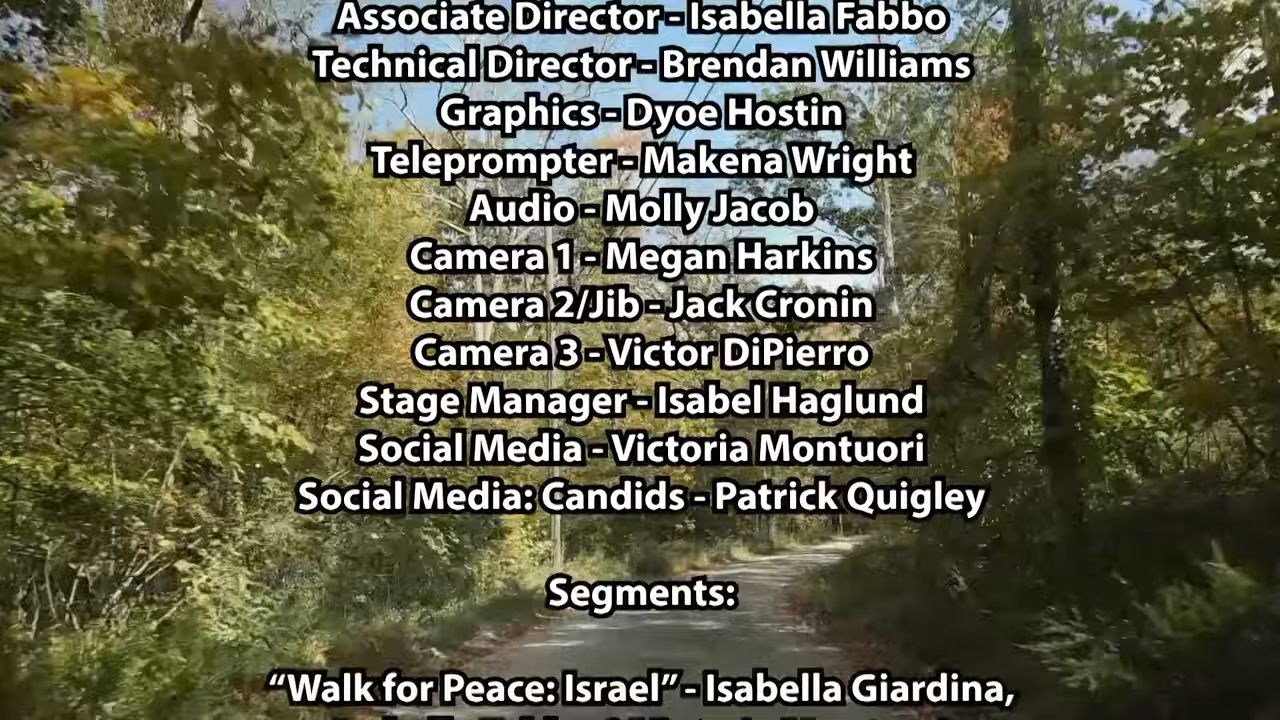 Associate Director - Isabella Fabbo
Technical Director - Brendan Williams
Graphics - Dyoe Hostin
Teleprompter - Makena Wright
Audio - Molly Jacob
Camera 1 - Megan Harkins
Camera 2/Jib - Jack Cronin
Camera 3 - Victor DiPierro
Stage Manager - Isabel Haglund
Social Media - Victoria Montuori
Social Media: Candids - Patrick Quigley
Segments:
“Walk for Peace: Israel” - Isabella Giardina,